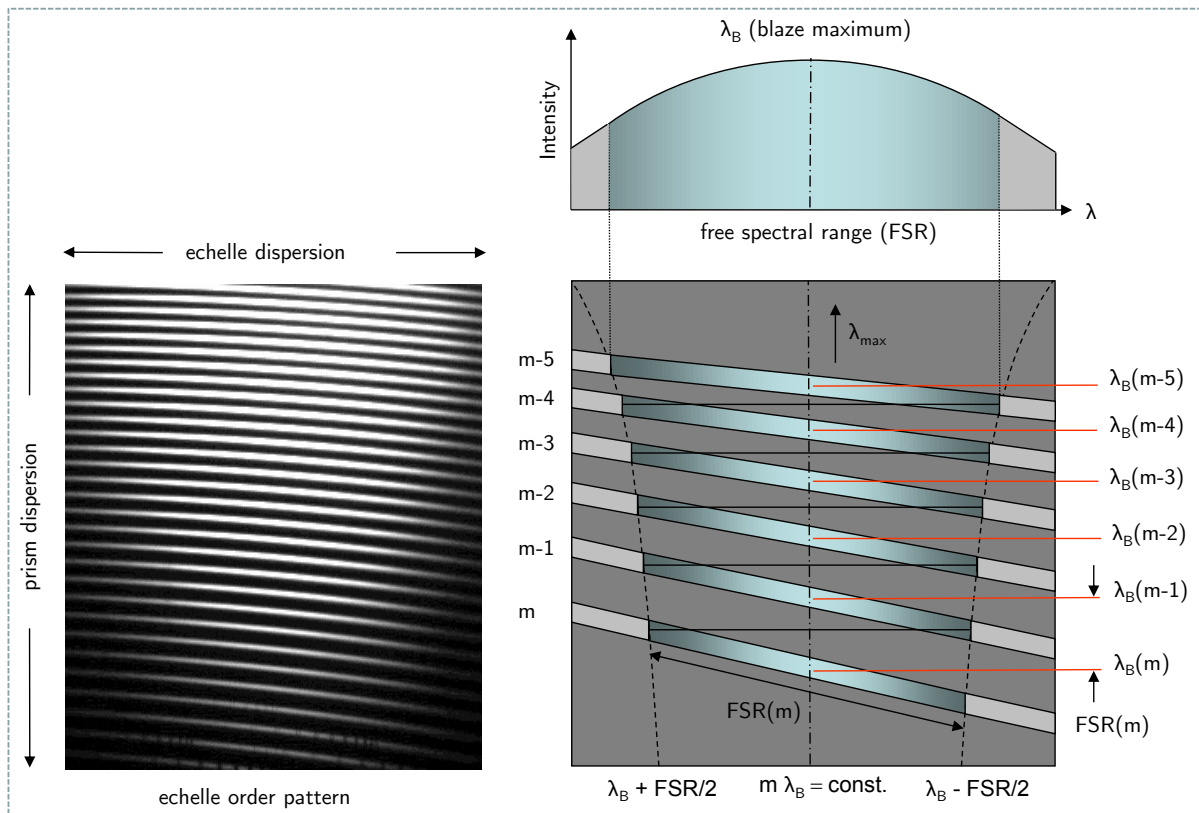 λB (blaze maximum)
Intensity
λ
free spectral range (FSR)
echelle dispersion
prism dispersion
echelle order pattern
λmax
m-5
m-4
m-3
m-2
m-1
m
λB(m-5)
λB(m-4)
λB(m-3)
λB(m-2)
λB(m-1)
λB(m)
FSR(m)
FSR(m)
λB + FSR/2
m λB = const.
λB - FSR/2